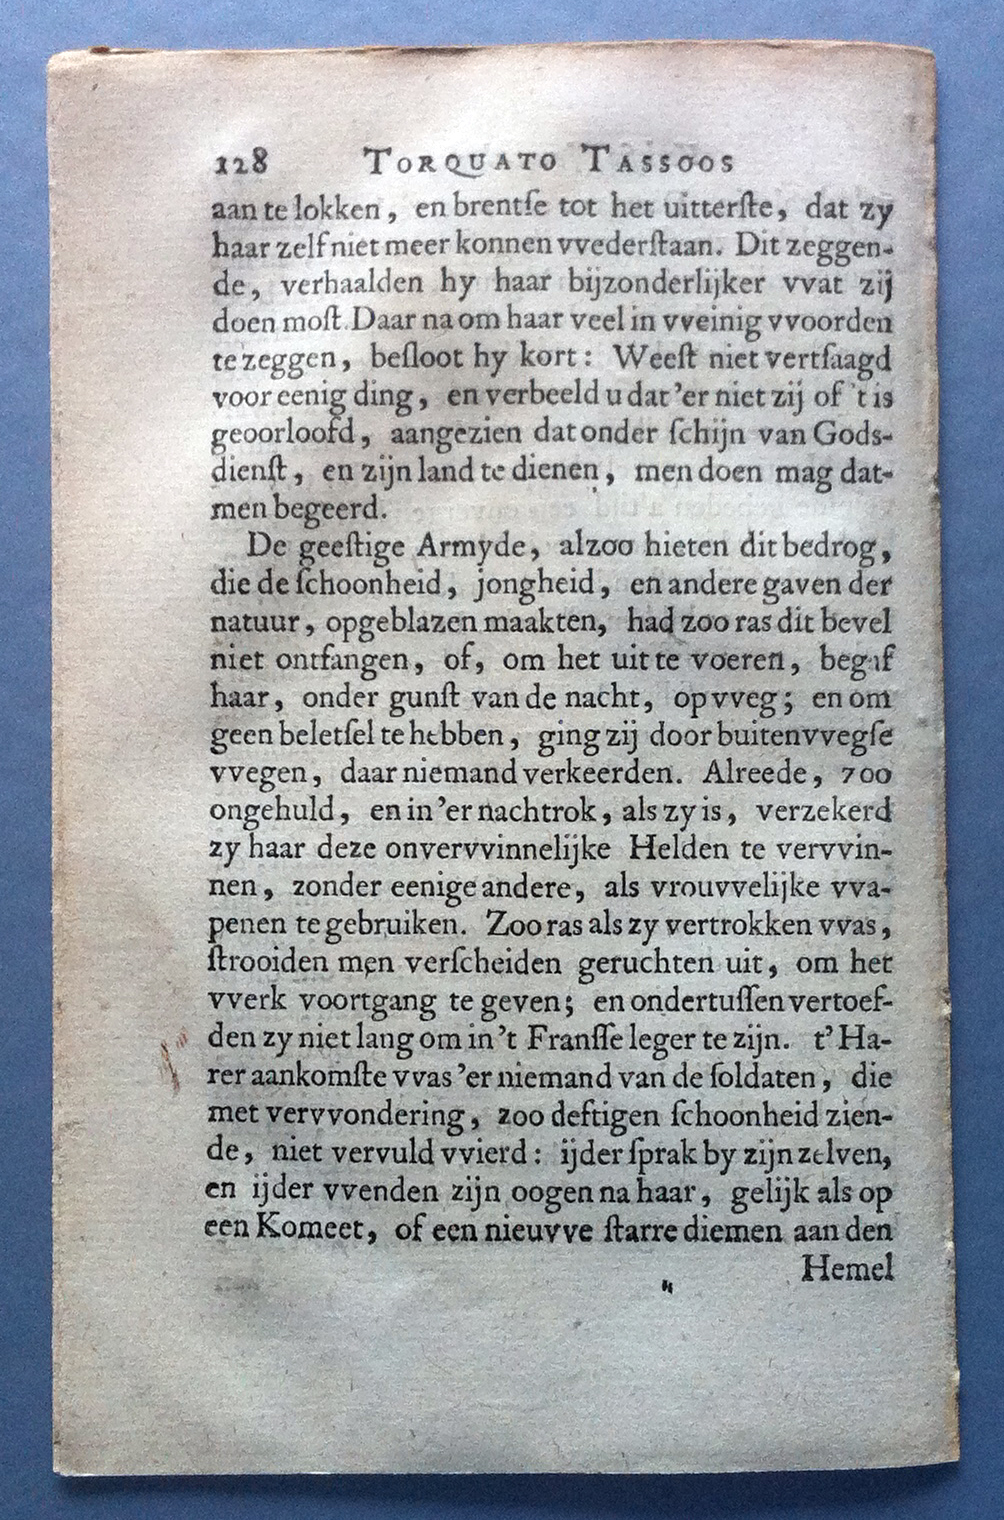 128 TORQUATO TASSOOS
aan te lokken, en brentſe tot het uitterſte, dat zy
haar zelf niet meer konnen vvederſtaan. Dit zeggen-
de, verhaalden hy haar bijzonderlijker vvat zij
doen moſt. Daar na om haar veel in vveinig vvoorden
te zeggen, beſloot hy kort: Weeſt niet vertſaagd
voor eenig ding, en verbeeld u dat 'er niet zij of 't is
geoorloofd, aangezien dat onder ſchijn van Gods-
dienſt, en zijn land te dienen, men doen mag dat-
men begeerd.
De geeſtige Armyde, alzoo hieten dit bedrog,
die de ſchoonheid, jongheid, en andere gaven der
natuur, opgeblazen maakten, had zoo ras dit bevel
niet ontfangen, of, om het uit te voeren, begaf
haar, onder gunſt van de nacht, op vveg; en om
geen beletſel te hebben, ging zij door buitenvvegſe
vvegen, daar niemand verkeerden. Alreede, zoo
ongehuld, en in 'er nachtrok, als zy is, verzekerd
zy haar deze onvervvinnelijke Helden te vervvin-
nen, zonder eenige andere, als vrouvvelijke vva-
penen te gebruiken. Zoo ras als zy vertrokken vvas,
ſtrooiden men verſcheiden geruchten uit, om het
vverk voortgang te geven; en ondertuſſen vertoef-
den zy niet lang om in 't Franſſe leger te zijn. t' Ha-
rer aankomſte vvas 'er niemand van de ſoldaten, die
met vervvondering, zoo deftigen ſchoonheid zien-
de, niet vervuld vvierd: ijder ſprak by zijn zelven,
en ijder vvenden zijn oogen na haar, gelijk als op
een Komeet, of een nieuvve ſtarre diemen aan den
Hemel